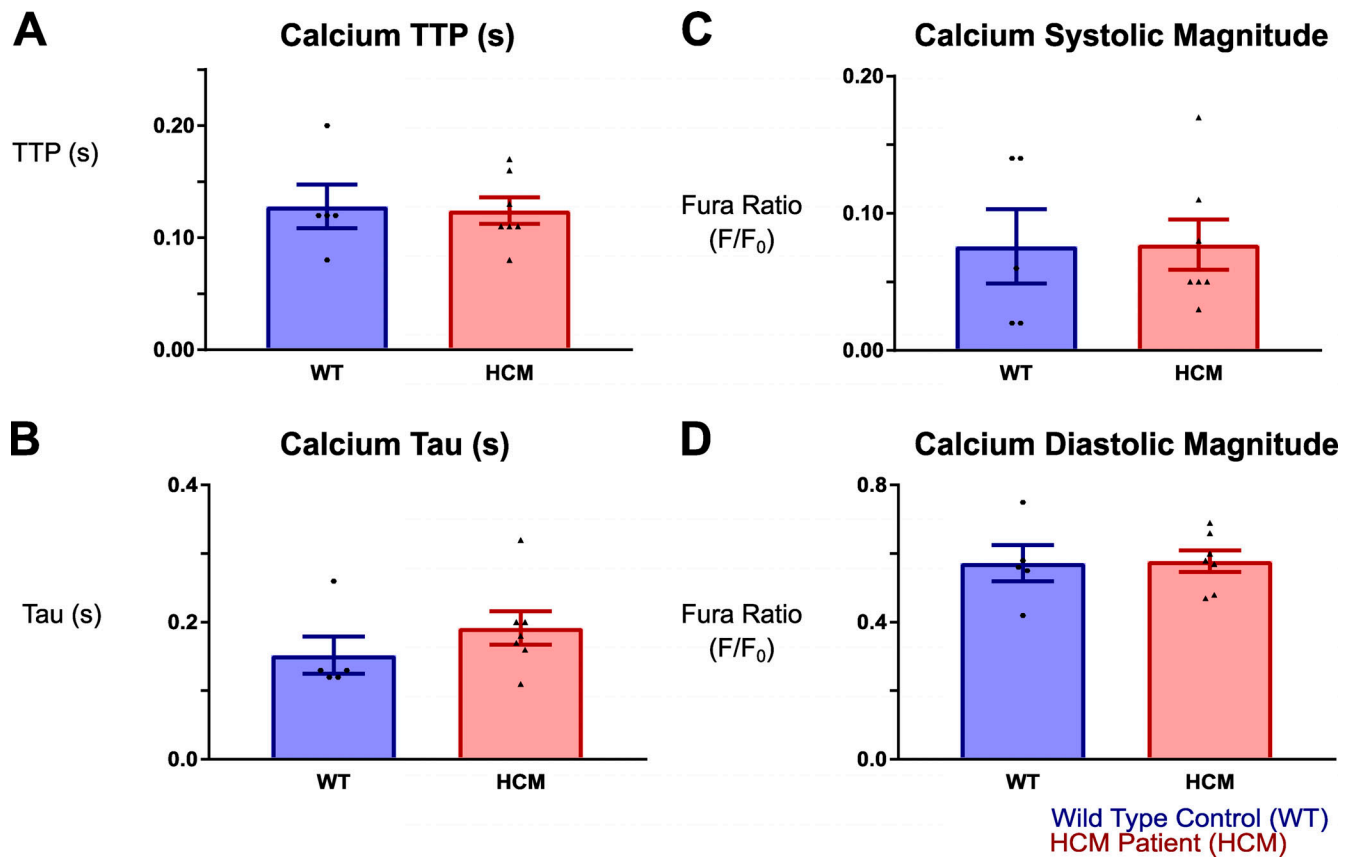 A
Calcium TTP (s)
TTP (s)
0.20
0.10
0.00
WT
HCM
C
Calcium Systolic Magnitude
Fura Ratio
(F/F₀)
0.20
0.10
0.00
WT
HCM
B
Calcium Tau (s)
Tau (s)
0.4
0.2
0.0
WT
HCM
D
Calcium Diastolic Magnitude
Fura Ratio
(F/F₀)
0.8
0.4
0.0
WT
HCM
Wild Type Control (WT)
HCM Patient (HCM)